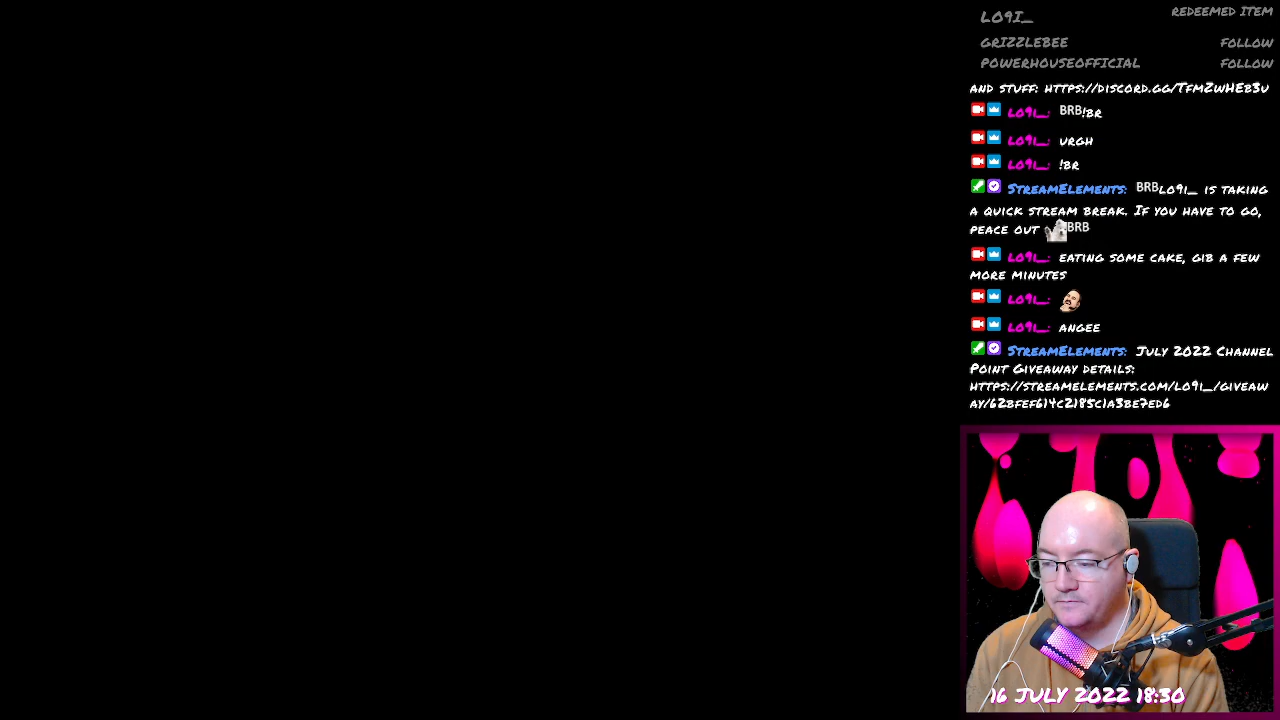 LO9I_ REDEEMED ITEM
GRIZZLEBEE FOLLOW
POWERHOUSEOFFICIAL FOLLOW
AND STUFF: HTTPS://DISCORD.GG/TFMZWHEB3U
LO9I_: BRB !BR
LO9I_: URGH
LO9I_: !BR
STREAMELEMENTS: BRB LO9I_ IS TAKING
A QUICK STREAM BREAK. IF YOU HAVE TO GO,
PEACE OUT BRB
LO9I_: EATING SOME CAKE, GIB A FEW
MORE MINUTES
LO9I_:
LO9I_: ANGEE
STREAMELEMENTS: JULY 2022 CHANNEL
POINT GIVEAWAY DETAILS:
HTTPS://STREAMELEMENTS.COM/LO9I_/GIVEAW
AY/62BFEF614C2185C1A3BE7ED6
16 JULY 2022 18:30